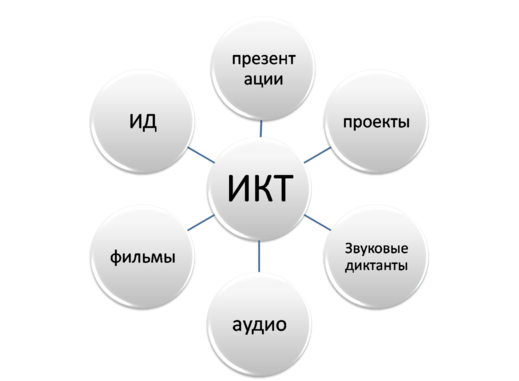 презент
ации
проекты
Звуковые
диктанты
аудио
фильмы
ИД
ИКТ